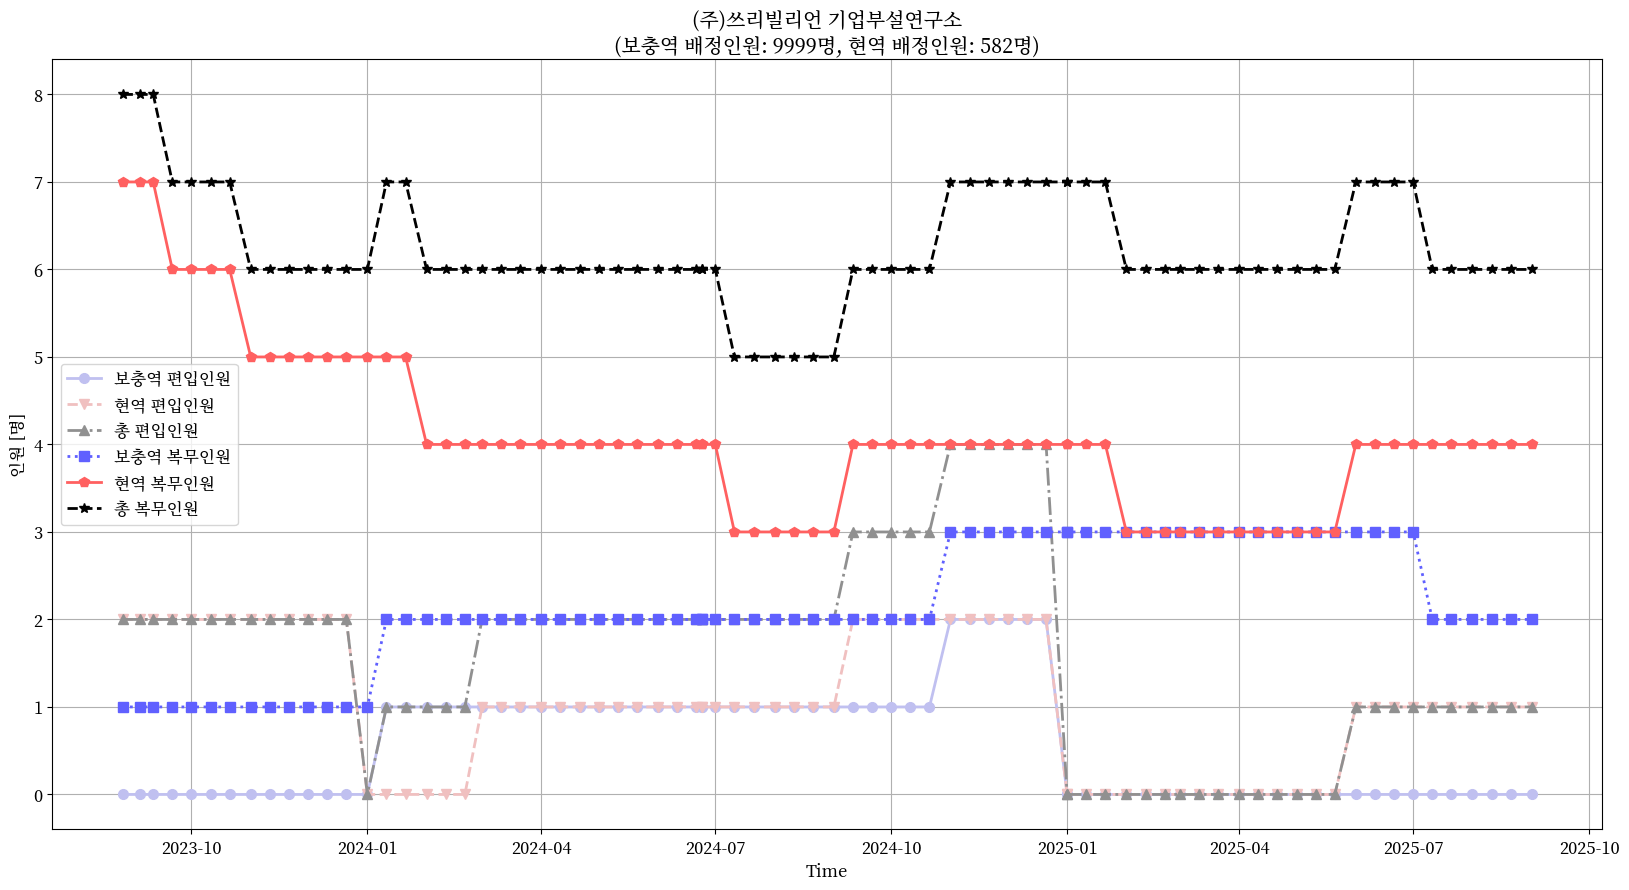 (주)쓰리빌리언 기업부설연구소
(보충역 배정인원: 9999명, 현역 배정인원: 582명)
인원 [명]
8
7
6
5
4
3
2
1
0
보충역 편입인원
현역 편입인원
총 편입인원
보충역 복무인원
현역 복무인원
총 복무인원
2023-10
2024-01
2024-04
2024-07
2024-10
2025-01
2025-04
2025-07
2025-10
Time